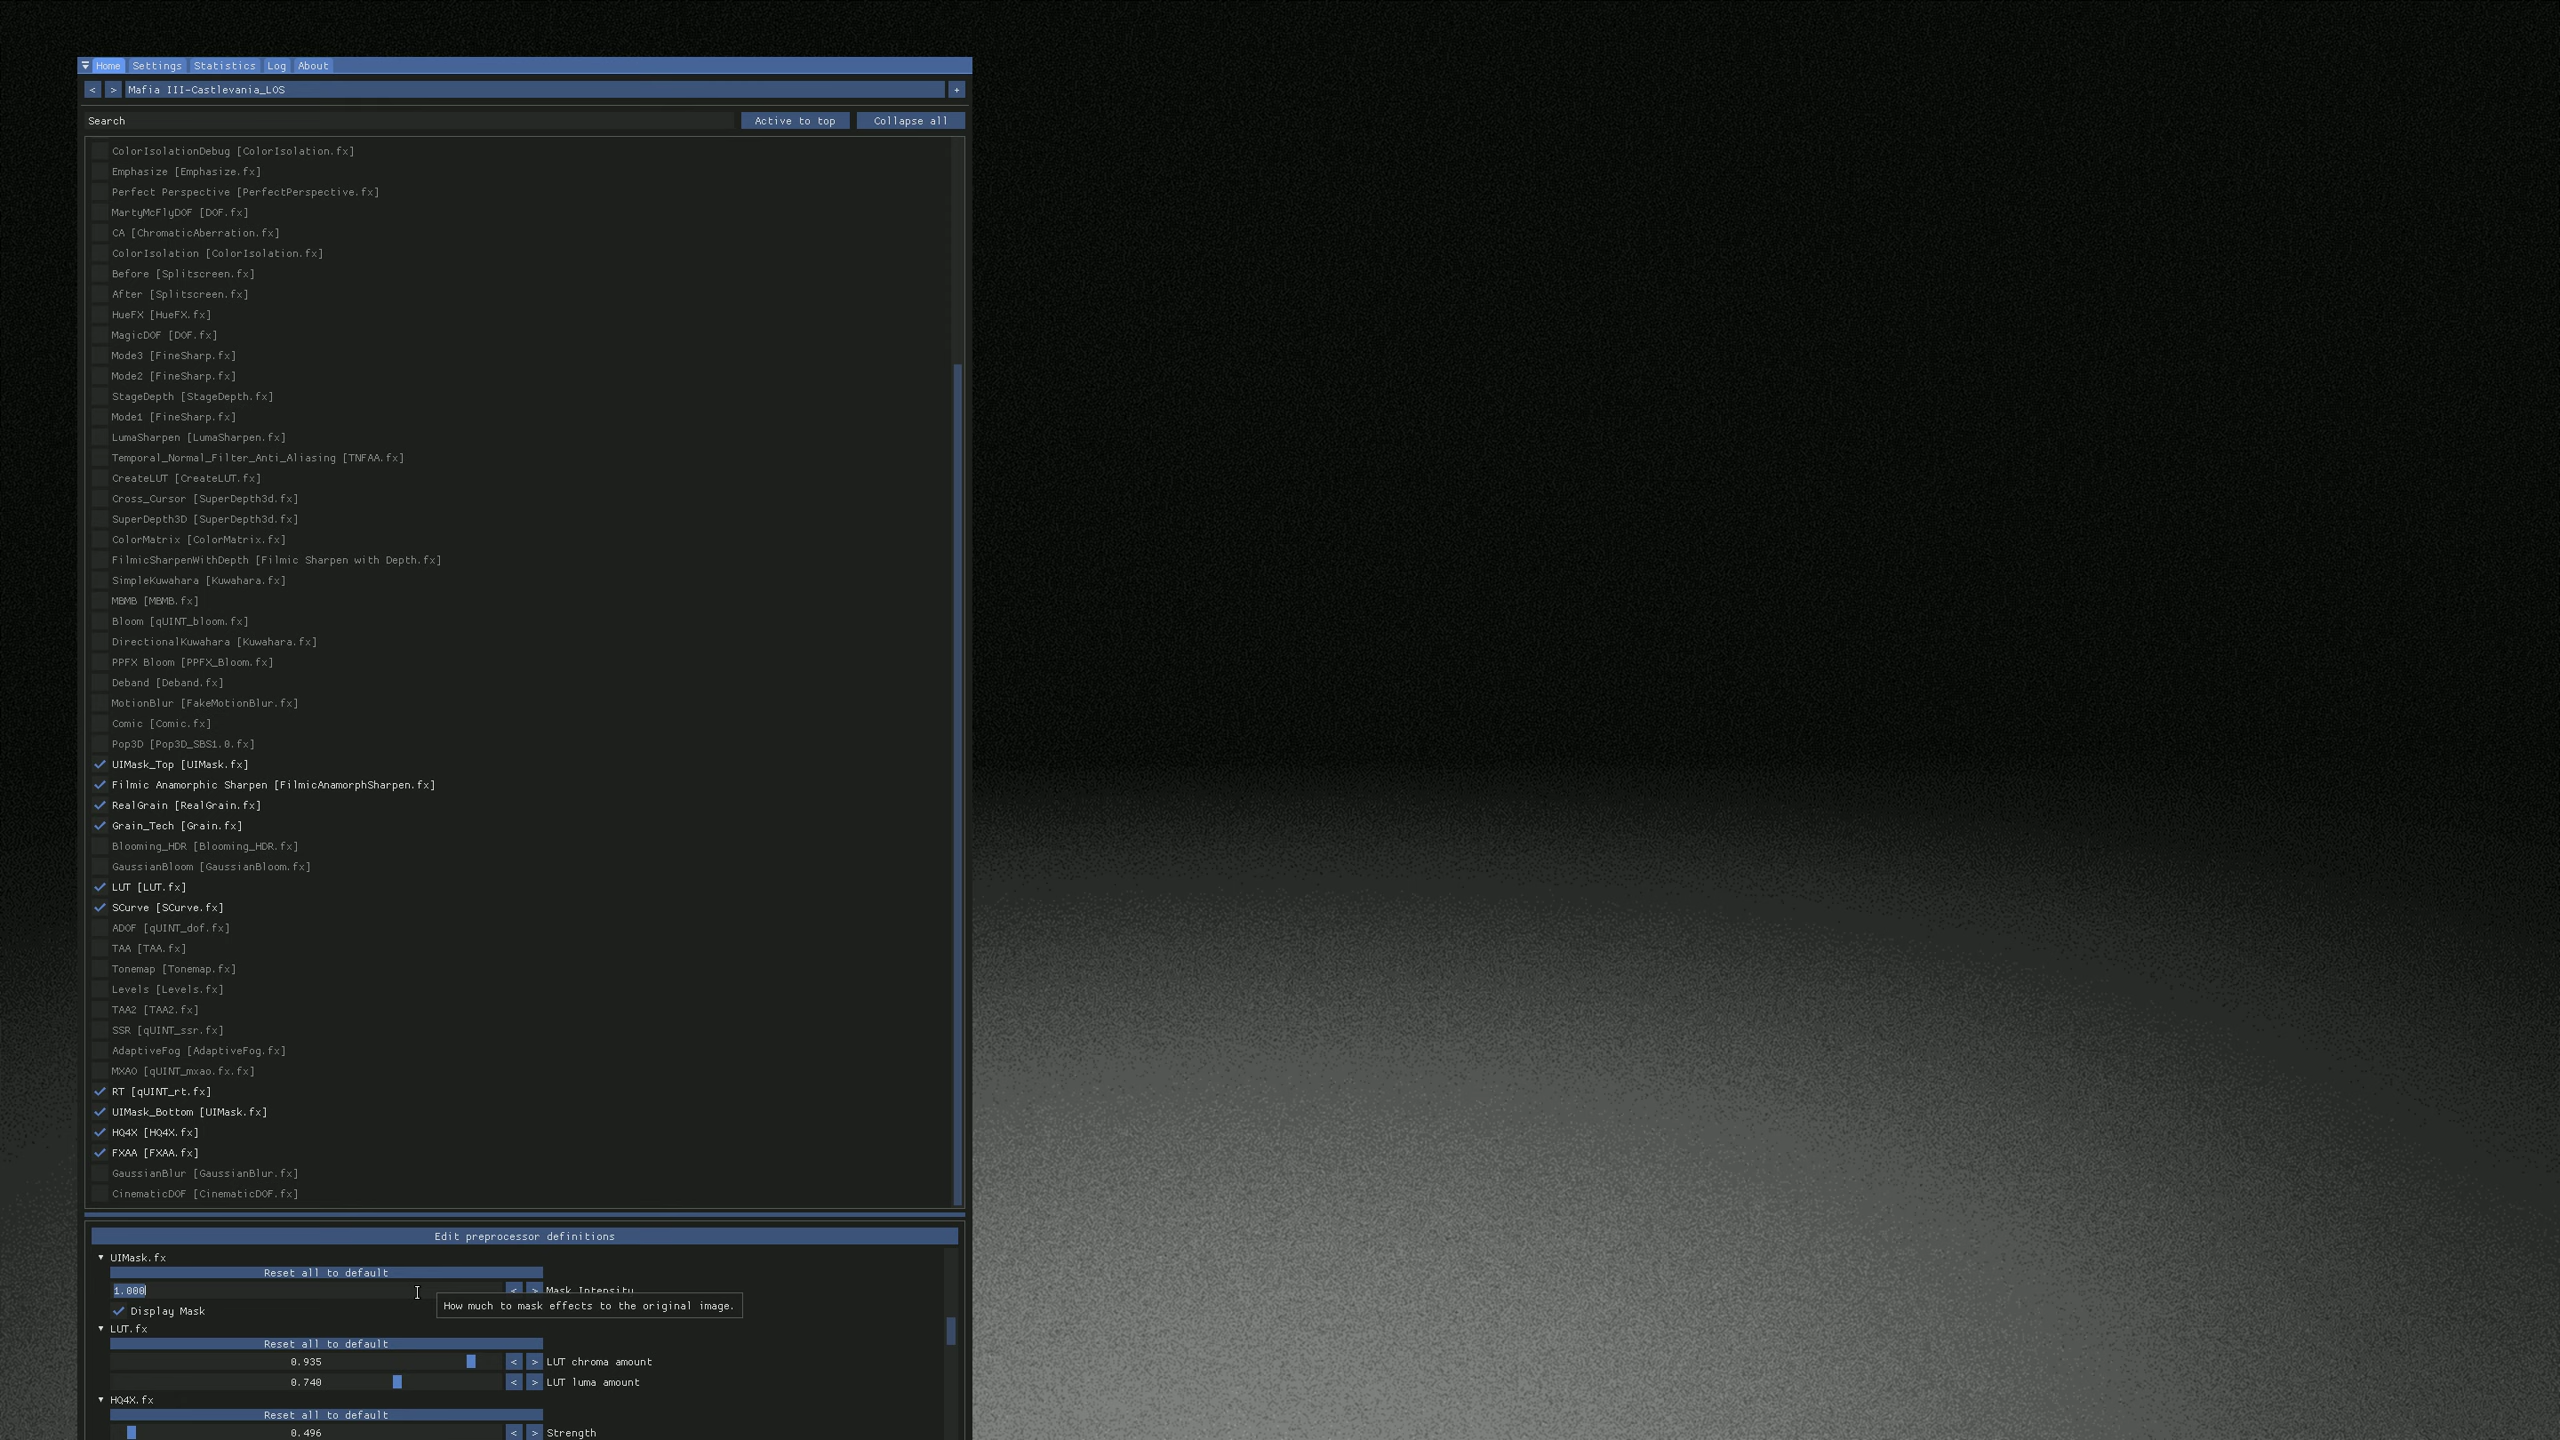 Home Settings Statistics Log About
< > Mafia III-Castlevania_LOS +
Search Active to top Collapse all
ColorIsolationDebug [ColorIsolation.fx]
Emphasize [Emphasize.fx]
Perfect Perspective [PerfectPerspective.fx]
MartyMcFlyDOF [DOF.fx]
CA [ChromaticAberration.fx]
ColorIsolation [ColorIsolation.fx]
Before [Splitscreen.fx]
After [Splitscreen.fx]
HueFX [HueFX.fx]
MagicDOF [DOF.fx]
Mode3 [FineSharp.fx]
Mode2 [FineSharp.fx]
StageDepth [StageDepth.fx]
Mode1 [FineSharp.fx]
LumaSharpen [LumaSharpen.fx]
Temporal_Normal_Filter_Anti_Aliasing [TNFAA.fx]
CreateLUT [CreateLUT.fx]
Cross_Cursor [SuperDepth3d.fx]
SuperDepth3D [SuperDepth3d.fx]
ColorMatrix [ColorMatrix.fx]
FilmicSharpenWithDepth [Filmic Sharpen with Depth.fx]
SimpleKuwahara [Kuwahara.fx]
MBMB [MBMB.fx]
Bloom [qUINT_bloom.fx]
DirectionalKuwahara [Kuwahara.fx]
PPFX Bloom [PPFX_Bloom.fx]
Deband [Deband.fx]
MotionBlur [FakeMotionBlur.fx]
Comic [Comic.fx]
Pop3D [Pop3D_SBS1.0.fx]
UIMask_Top [UIMask.fx]
Filmic Anamorphic Sharpen [FilmicAnamorphSharpen.fx]
RealGrain [RealGrain.fx]
Grain_Tech [Grain.fx]
Blooming_HDR [Blooming_HDR.fx]
GaussianBloom [GaussianBloom.fx]
LUT [LUT.fx]
SCurve [SCurve.fx]
ADOF [qUINT_dof.fx]
TAA [TAA.fx]
Tonemap [Tonemap.fx]
Levels [Levels.fx]
TAA2 [TAA2.fx]
SSR [qUINT_ssr.fx]
AdaptiveFog [AdaptiveFog.fx]
MXAO [qUINT_mxao.fx.fx]
RT [qUINT_rt.fx]
UIMask_Bottom [UIMask.fx]
HQ4X [HQ4X.fx]
FXAA [FXAA.fx]
GaussianBlur [GaussianBlur.fx]
CinematicDOF [CinematicDOF.fx]
Edit preprocessor definitions
UIMask.fx
Reset all to default
1.000 < > Mask Intensity
How much to mask effects to the original image.
Display Mask
LUT.fx
Reset all to default
0.935 < > LUT chroma amount
0.740 < > LUT luma amount
HQ4X.fx
Reset all to default
0.496 < > Strength